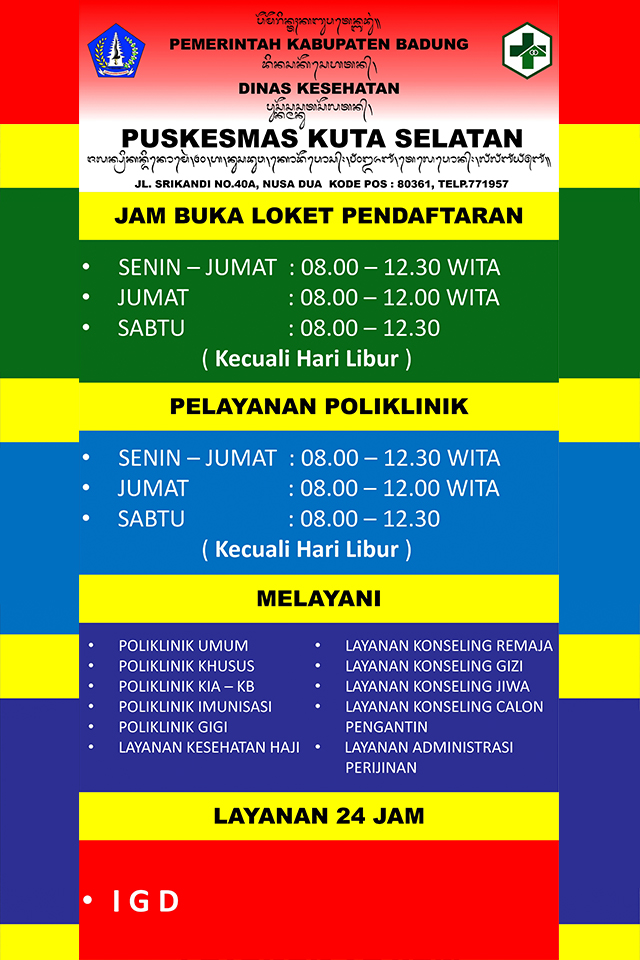 PEMERINTAH KABUPATEN BADUNG
DINAS KESEHATAN
PUSKESMAS KUTA SELATAN
JL. SRIKANDI NO.40A, NUSA DUA KODE POS : 80361, TELP.771957
JAM BUKA LOKET PENDAFTARAN
• SENIN – JUMAT : 08.00 – 12.30 WITA
• JUMAT : 08.00 – 12.00 WITA
• SABTU : 08.00 – 12.30
( Kecuali Hari Libur )
PELAYANAN POLIKLINIK
• SENIN – JUMAT : 08.00 – 12.30 WITA
• JUMAT : 08.00 – 12.00 WITA
• SABTU : 08.00 – 12.30
( Kecuali Hari Libur )
MELAYANI
• POLIKLINIK UMUM
• POLIKLINIK KHUSUS
• POLIKLINIK KIA – KB
• POLIKLINIK IMUNISASI
• POLIKLINIK GIGI
• LAYANAN KESEHATAN HAJI
• LAYANAN KONSELING REMAJA
• LAYANAN KONSELING GIZI
• LAYANAN KONSELING JIWA
• LAYANAN KONSELING CALON
PENGANTIN
• LAYANAN ADMINISTRASI
PERIJINAN
LAYANAN 24 JAM
• I G D